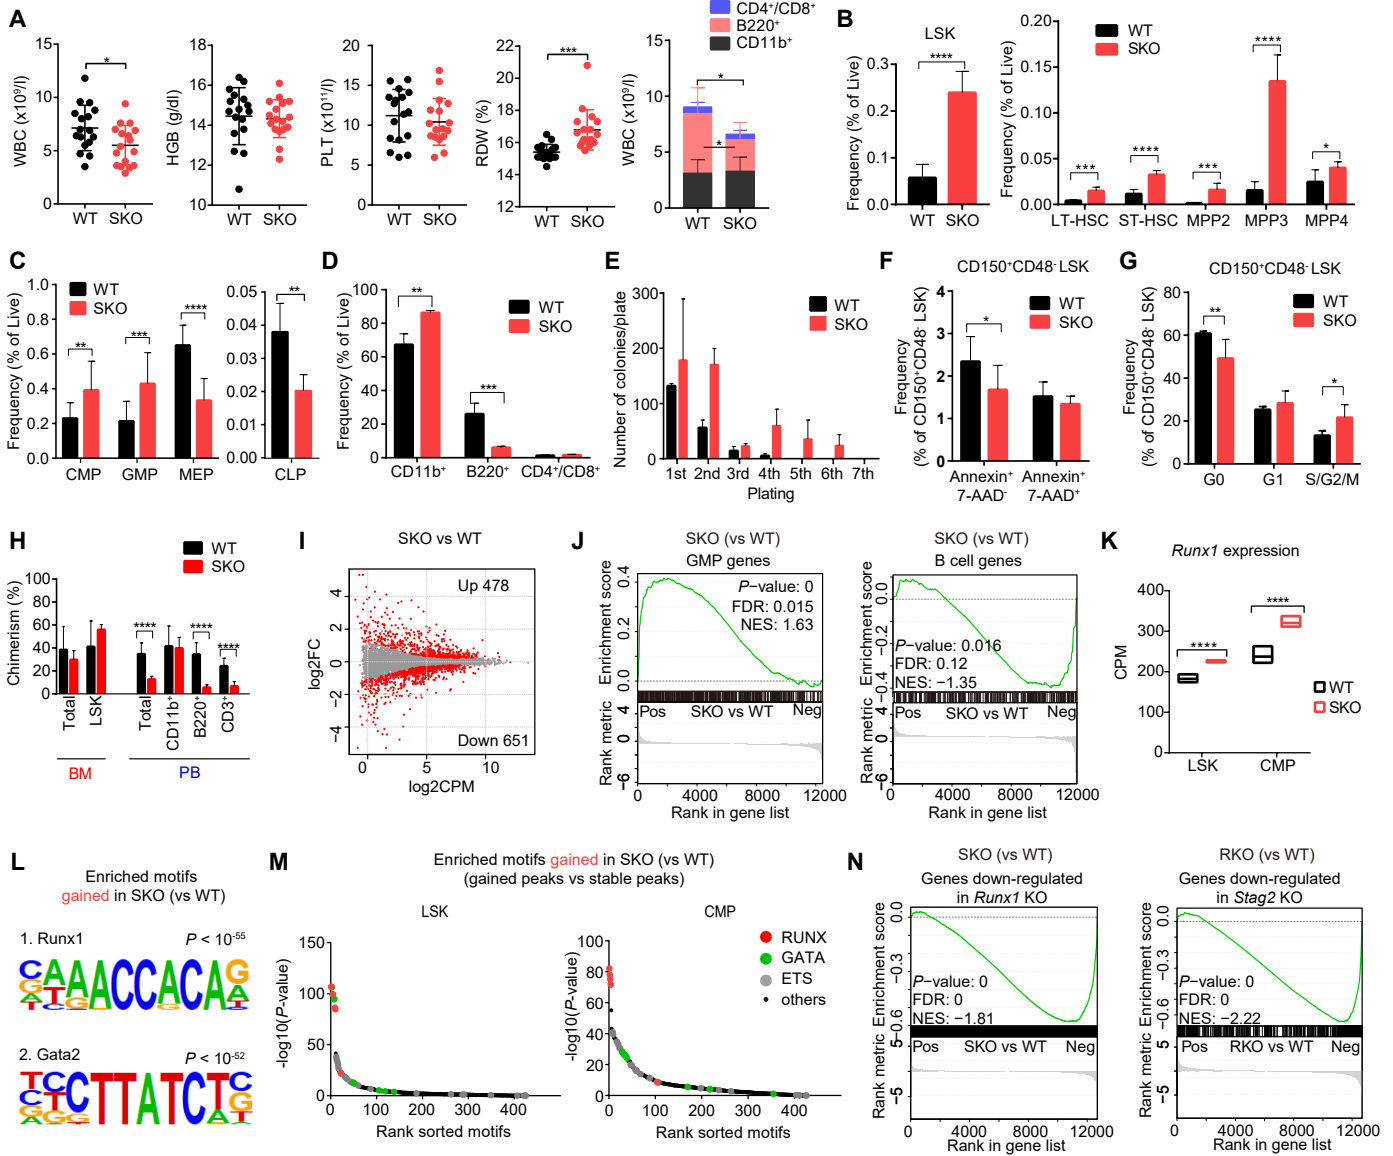 A
WBC (x10⁹/l)
15
10
5
0
*
WT SKO
HGB (g/dl)
18
16
14
12
10
WT SKO
PLT (x10¹¹/l)
20
15
10
5
0
WT SKO
RDW (%)
22
20
18
16
14
12
***
WT SKO
CD4⁺/CD8⁺
B220⁺
CD11b⁺
WBC (x10⁹/l)
15
10
5
0
*
*
WT SKO
B
LSK
Frequency (% of Live)
0.3
0.2
0.1
0.0
****
WT SKO
WT
SKO
Frequency (% of Live)
0.20
0.15
0.10
0.05
0.00
***
****
***
****
*
LT-HSC ST-HSC MPP2 MPP3 MPP4
C
WT
SKO
Frequency (% of Live)
1.0
0.8
0.6
0.4
0.2
0.0
**
***
****
CMP GMP MEP
0.05
0.04
0.03
0.02
0.01
0.00
**
CLP
D
WT
SKO
Frequency (% of Live)
100
80
60
40
20
0
**
***
CD11b⁺ B220⁺ CD4⁺/CD8⁺
E
WT
SKO
Number of colonies/plate
300
200
100
0
1st 2nd 3rd 4th 5th 6th 7th
Plating
F
CD150⁺CD48⁻LSK
WT
SKO
Frequency
(% of CD150⁺CD48⁻ LSK)
4
3
2
1
0
*
Annexin⁺ Annexin⁺
7-AAD⁻ 7-AAD⁺
G
CD150⁺CD48⁻LSK
WT
SKO
Frequency
(% of CD150⁺CD48⁻ LSK)
80
60
40
20
0
**
*
G0 G1 S/G2/M
H
WT
SKO
Chimerism (%)
100
80
60
40
20
0
****
****
****
Total
LSK
Total
CD11b⁺
B220⁺
CD3⁺
BM PB
I
SKO vs WT
Up 478
Down 651
log2FC
4
2
0
−2
−4
0 5 10
log2CPM
J
SKO (vs WT)
GMP genes
Enrichment score
0.4
0.2
0.0
P-value: 0
FDR: 0.015
NES: 1.63
Pos SKO vs WT Neg
Rank metric
4
0
−6
0 4000 8000 12000
Rank in gene list
SKO (vs WT)
B cell genes
Enrichment score
0.0
−0.2
−0.4
P-value: 0.016
FDR: 0.12
NES: −1.35
Pos SKO vs WT Neg
Rank metric
4
0
−6
0 4000 8000 12000
Rank in gene list
K
Runx1 expression
CPM
400
300
200
100
0
****
****
WT
SKO
LSK CMP
L
Enriched motifs
gained in SKO (vs WT)
1. Runx1 P < 10⁻⁵⁵
2. Gata2 P < 10⁻⁵²
M
Enriched motifs gained in SKO (vs WT)
(gained peaks vs stable peaks)
LSK
-log10(P-value)
150
100
50
0
0 100 200 300 400
Rank sorted motifs
CMP
-log10(P-value)
100
80
60
40
20
0
0 100 200 300 400
Rank sorted motifs
RUNX
GATA
ETS
others
N
SKO (vs WT)
Genes down-regulated
in Runx1 KO
Enrichment score
0.0
−0.3
−0.6
P-value: 0
FDR: 0
NES: −1.81
Pos SKO vs WT Neg
Rank metric
5
−5
0 4000 8000 12000
Rank in gene list
RKO (vs WT)
Genes down-regulated
in Stag2 KO
Enrichment score
0.0
−0.3
−0.6
P-value: 0
FDR: 0
NES: −2.22
Pos RKO vs WT Neg
Rank metric
5
−5
0 4000 8000 12000
Rank in gene list